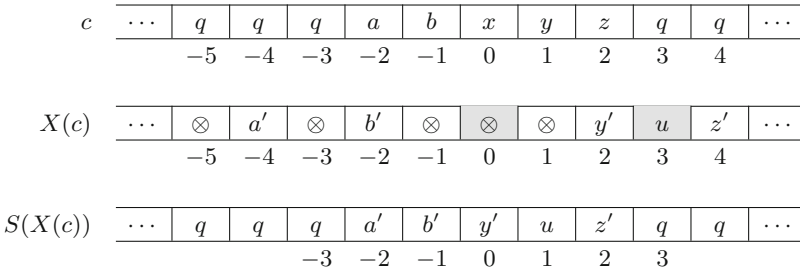 c ⋯ q q q a b x y z q q ⋯
−5 −4 −3 −2 −1 0 1 2 3 4
X(c) ⋯ ⊗ a′ ⊗ b′ ⊗ ⊗ ⊗ y′ u z′ ⋯
−5 −4 −3 −2 −1 0 1 2 3 4
S(X(c)) ⋯ q q q a′ b′ y′ u z′ q q ⋯
−3 −2 −1 0 1 2 3